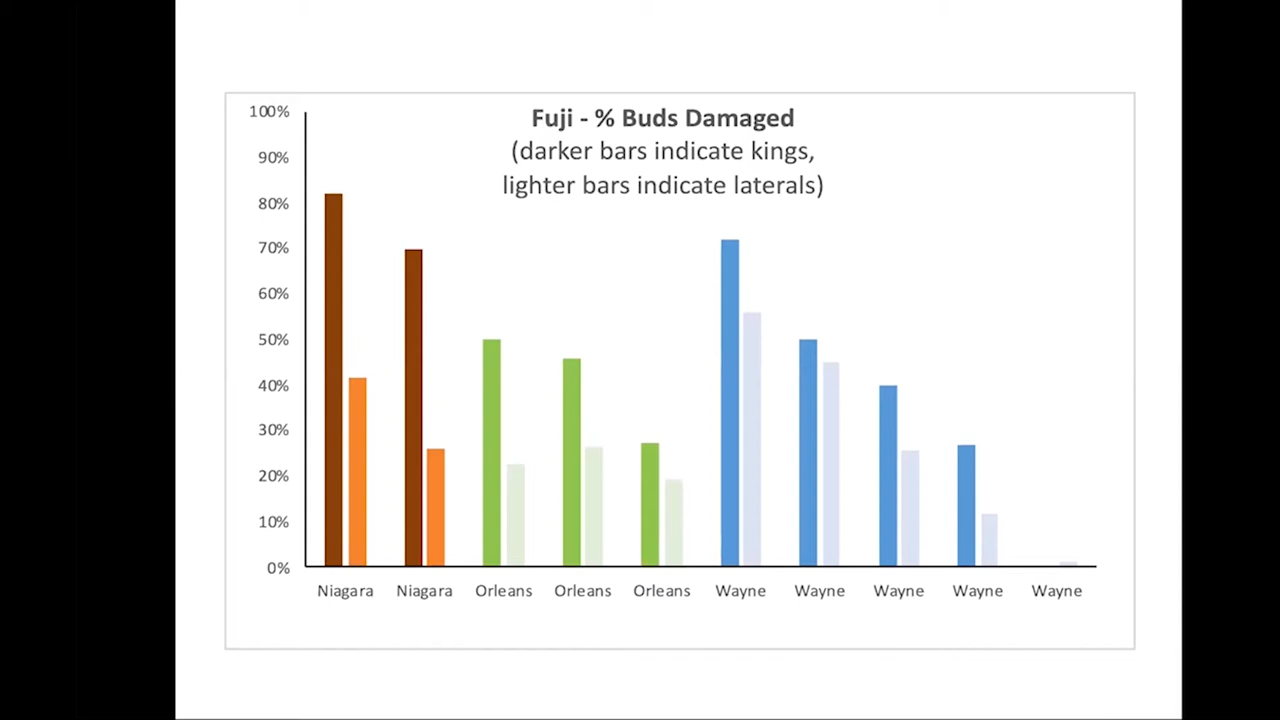 Fuji - % Buds Damaged
(darker bars indicate kings,
lighter bars indicate laterals)
100%
90%
80%
70%
60%
50%
40%
30%
20%
10%
0%
Niagara Niagara Orleans Orleans Orleans Wayne Wayne Wayne Wayne Wayne